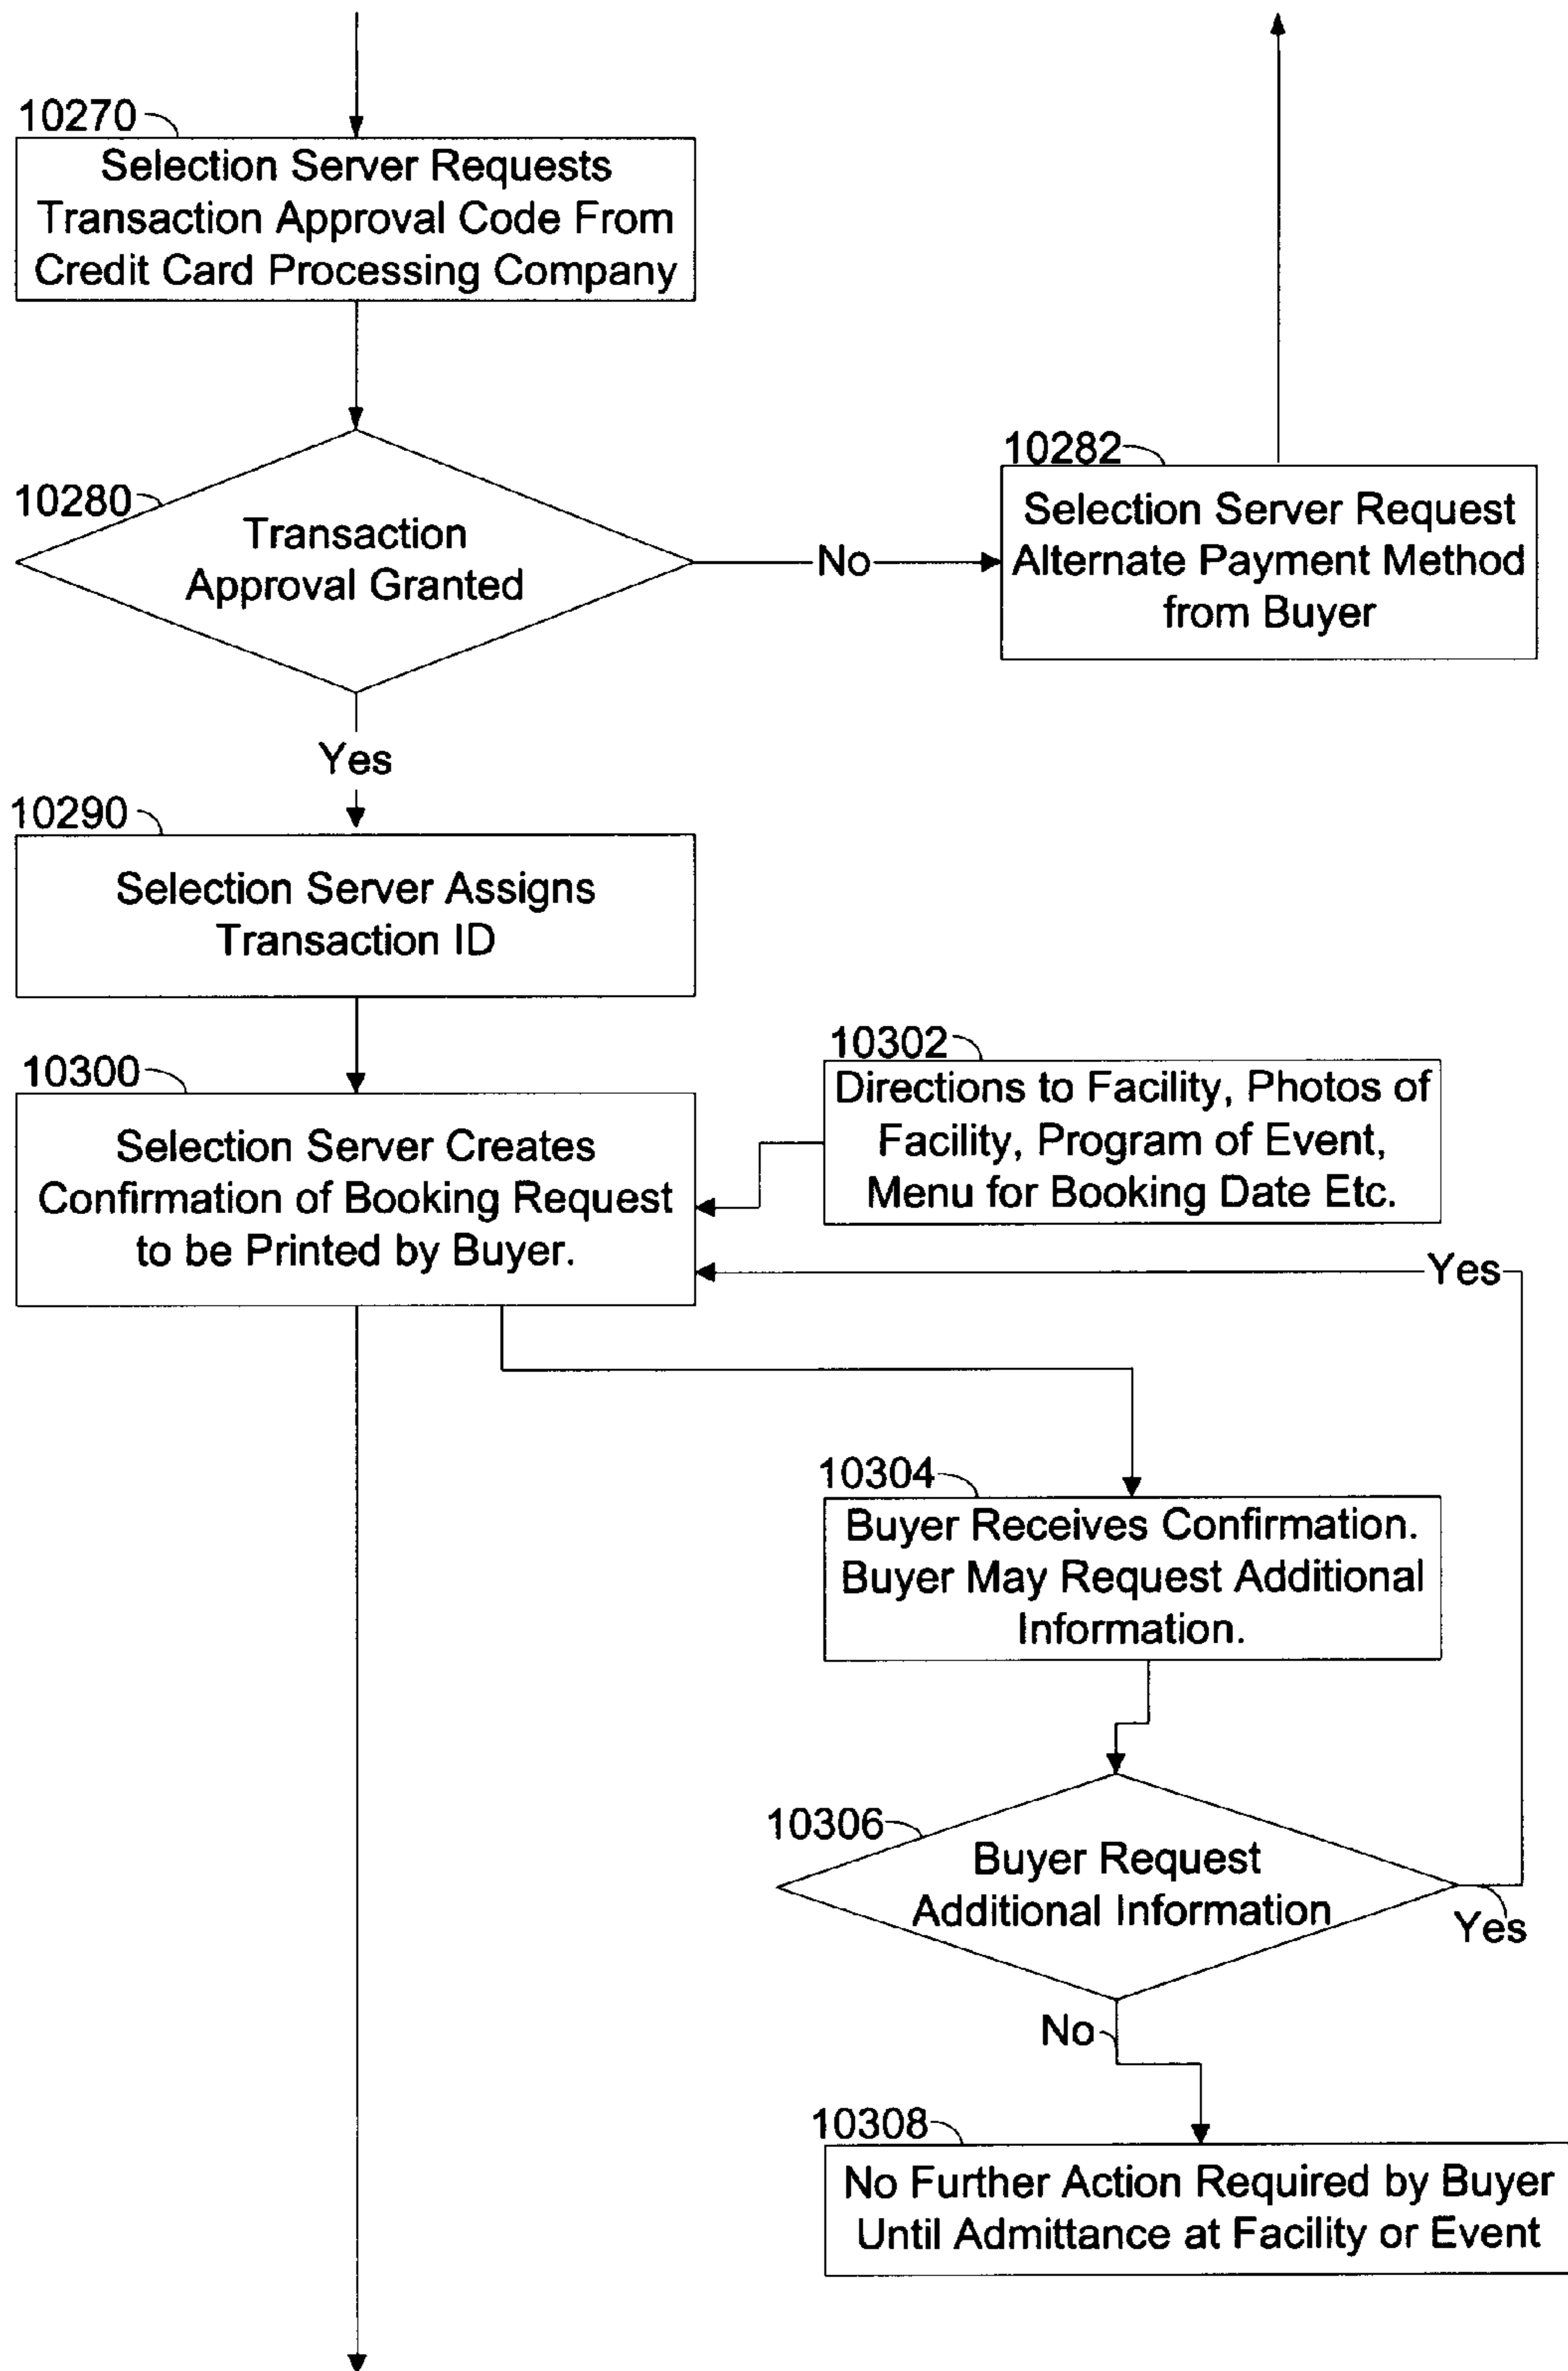 10270
Selection Server Requests
Transaction Approval Code From
Credit Card Processing Company
10280
Transaction
Approval Granted
No
10282
Selection Server Request
Alternate Payment Method
from Buyer
Yes
10290
Selection Server Assigns
Transaction ID
10300
Selection Server Creates
Confirmation of Booking Request
to be Printed by Buyer.
10302
Directions to Facility, Photos of
Facility, Program of Event,
Menu for Booking Date Etc.
Yes
10304
Buyer Receives Confirmation.
Buyer May Request Additional
Information.
10306
Buyer Request
Additional Information
Yes
No
10308
No Further Action Required by Buyer
Until Admittance at Facility or Event